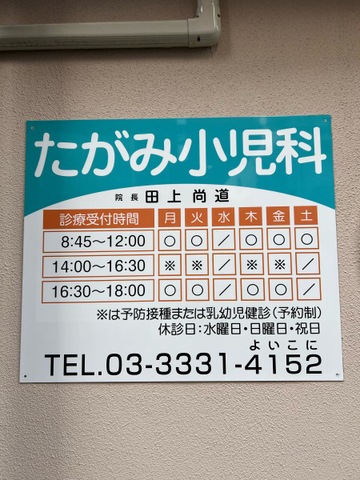 たがみ小児科
院長 田上尚道
診療受付時間 月 火 水 木 金 土
8:45～12:00 ○ ○ ／ ○ ○ ○
14:00～16:30 ※ ※ ／ ※ ※ ／
16:30～18:00 ○ ○ ／ ○ ○ ／
※は予防接種または乳幼児健診(予約制)
休診日:水曜日・日曜日・祝日
よいこに
TEL.03-3331-4152